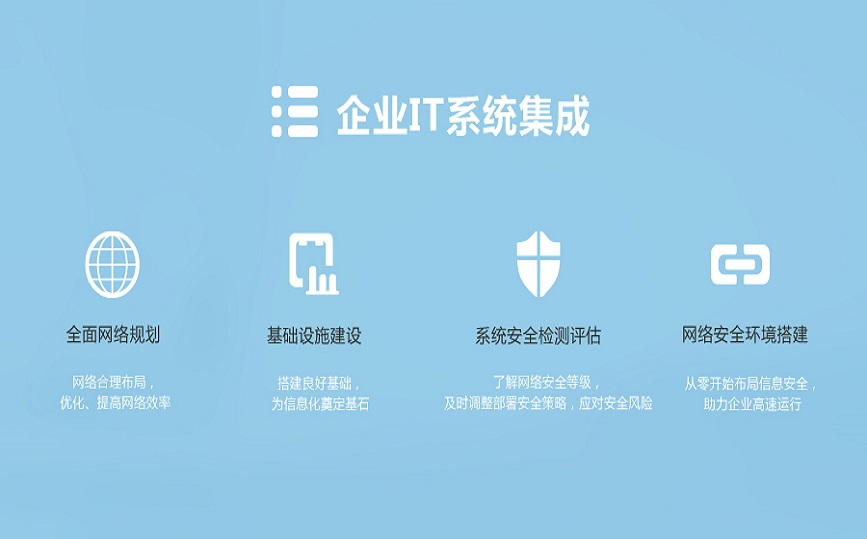 企业IT系统集成
全面网络规划
网络合理布局，
优化、提高网络效率
基础设施建设
搭建良好基础，
为信息化奠定基石
系统安全检测评估
了解网络安全等级，
及时调整部署安全策略，应对安全风险
网络安全环境搭建
从零开始布局信息安全，
助力企业高速运行